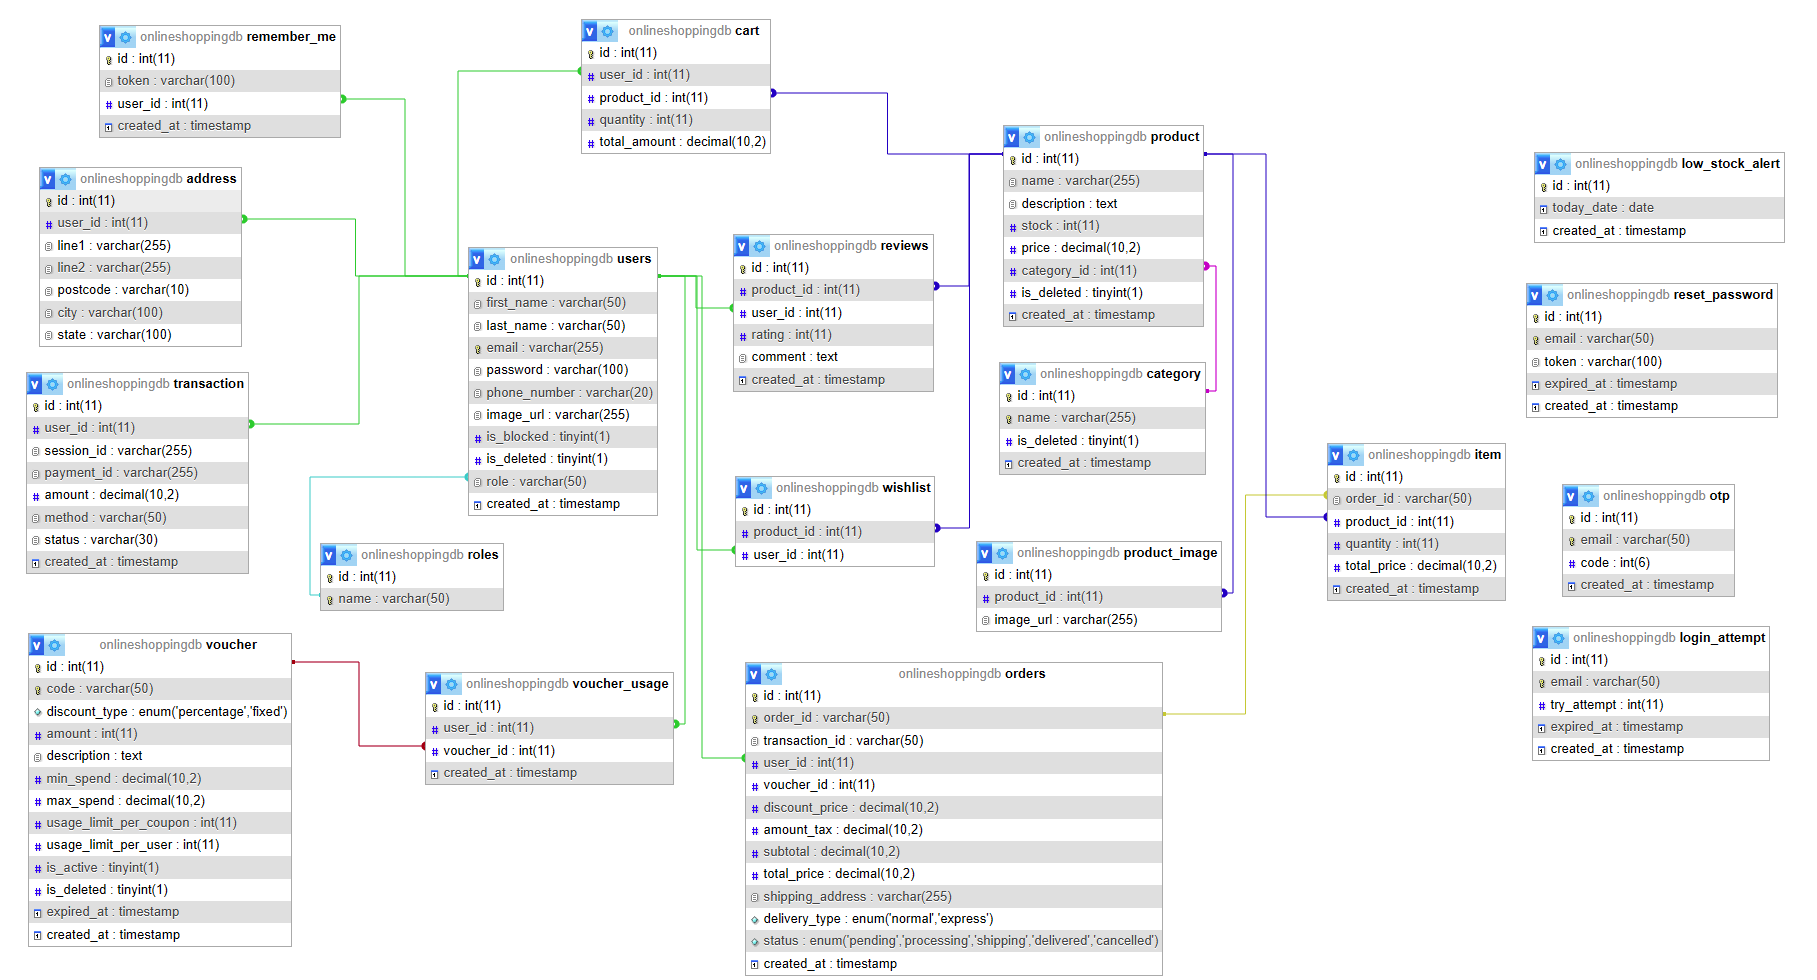 onlineshoppingdb remember_me
id : int(11)
token : varchar(100)
user_id : int(11)
created_at : timestamp
onlineshoppingdb cart
id : int(11)
user_id : int(11)
product_id : int(11)
quantity : int(11)
total_amount : decimal(10,2)
onlineshoppingdb product
id : int(11)
name : varchar(255)
description : text
stock : int(11)
price : decimal(10,2)
category_id : int(11)
is_deleted : tinyint(1)
created_at : timestamp
onlineshoppingdb low_stock_alert
id : int(11)
today_date : date
created_at : timestamp
onlineshoppingdb address
id : int(11)
user_id : int(11)
line1 : varchar(255)
line2 : varchar(255)
postcode : varchar(10)
city : varchar(100)
state : varchar(100)
onlineshoppingdb users
id : int(11)
first_name : varchar(50)
last_name : varchar(50)
email : varchar(255)
password : varchar(100)
phone_number : varchar(20)
image_url : varchar(255)
is_blocked : tinyint(1)
is_deleted : tinyint(1)
role : varchar(50)
created_at : timestamp
onlineshoppingdb reviews
id : int(11)
product_id : int(11)
user_id : int(11)
rating : int(11)
comment : text
created_at : timestamp
onlineshoppingdb reset_password
id : int(11)
email : varchar(50)
token : varchar(100)
expired_at : timestamp
created_at : timestamp
onlineshoppingdb transaction
id : int(11)
user_id : int(11)
session_id : varchar(255)
payment_id : varchar(255)
amount : decimal(10,2)
method : varchar(50)
status : varchar(30)
created_at : timestamp
onlineshoppingdb category
id : int(11)
name : varchar(255)
is_deleted : tinyint(1)
created_at : timestamp
onlineshoppingdb item
id : int(11)
order_id : varchar(50)
product_id : int(11)
quantity : int(11)
total_price : decimal(10,2)
created_at : timestamp
onlineshoppingdb wishlist
id : int(11)
product_id : int(11)
user_id : int(11)
onlineshoppingdb otp
id : int(11)
email : varchar(50)
code : int(6)
created_at : timestamp
onlineshoppingdb roles
id : int(11)
name : varchar(50)
onlineshoppingdb product_image
id : int(11)
product_id : int(11)
image_url : varchar(255)
onlineshoppingdb voucher
id : int(11)
code : varchar(50)
discount_type : enum('percentage','fixed')
amount : int(11)
description : text
min_spend : decimal(10,2)
max_spend : decimal(10,2)
usage_limit_per_coupon : int(11)
usage_limit_per_user : int(11)
is_active : tinyint(1)
is_deleted : tinyint(1)
expired_at : timestamp
created_at : timestamp
onlineshoppingdb voucher_usage
id : int(11)
user_id : int(11)
voucher_id : int(11)
created_at : timestamp
onlineshoppingdb orders
id : int(11)
order_id : varchar(50)
transaction_id : varchar(50)
user_id : int(11)
voucher_id : int(11)
discount_price : decimal(10,2)
amount_tax : decimal(10,2)
subtotal : decimal(10,2)
total_price : decimal(10,2)
shipping_address : varchar(255)
delivery_type : enum('normal','express')
status : enum('pending','processing','shipping','delivered','cancelled')
created_at : timestamp
onlineshoppingdb login_attempt
id : int(11)
email : varchar(50)
try_attempt : int(11)
expired_at : timestamp
created_at : timestamp